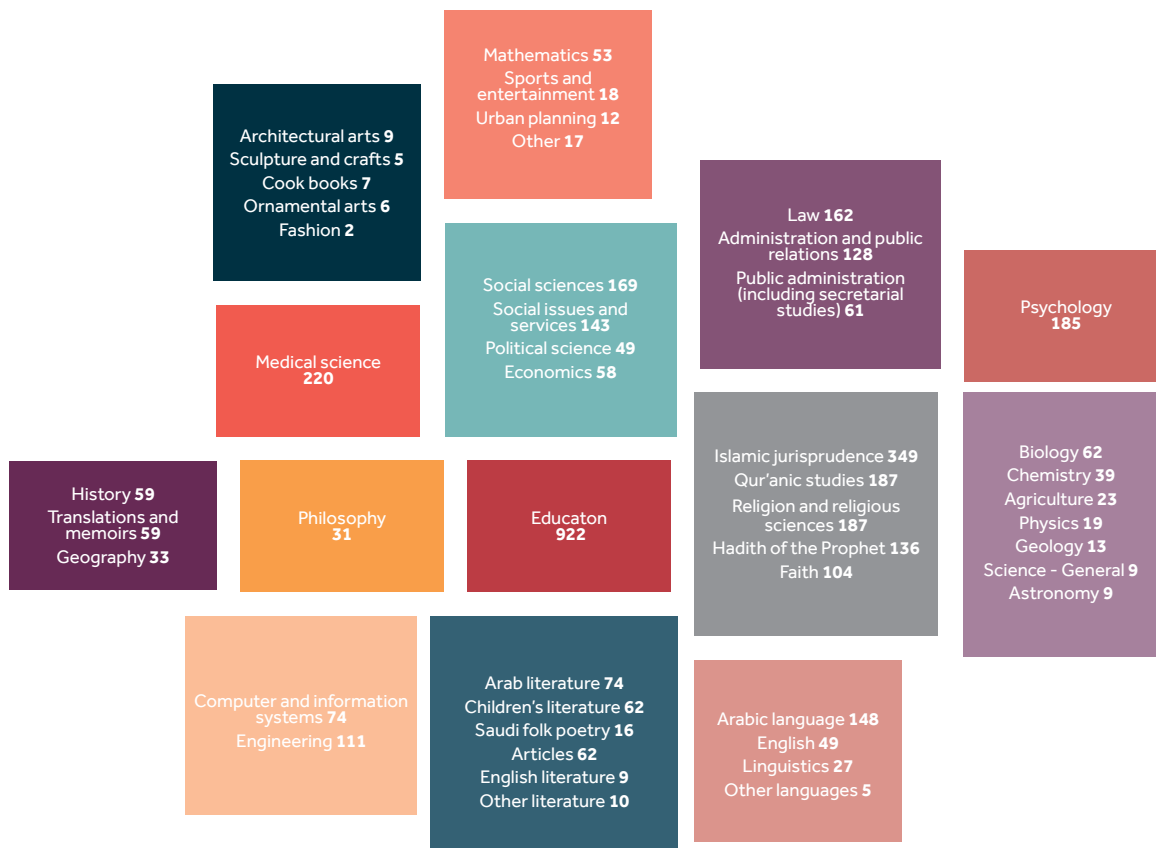 Mathematics 53
Sports and
entertainment 18
Urban planning 12
Other 17
Architectural arts 9
Sculpture and crafts 5
Cook books 7
Ornamental arts 6
Fashion 2
Law 162
Administration and public
relations 128
Public administration
(including secretarial
studies) 61
Social sciences 169
Social issues and
services 143
Political science 49
Economics 58
Psychology
185
Medical science
220
Islamic jurisprudence 349
Qur'anic studies 187
Religion and religious
sciences 187
Hadith of the Prophet 136
Faith 104
Biology 62
Chemistry 39
Agriculture 23
Physics 19
Geology 13
Science - General 9
Astronomy 9
History 59
Translations and
memoirs 59
Geography 33
Philosophy
31
Educaton
922
Computer and information
systems 74
Engineering 111
Arab literature 74
Children's literature 62
Saudi folk poetry 16
Articles 62
English literature 9
Other literature 10
Arabic language 148
English 49
Linguistics 27
Other languages 5